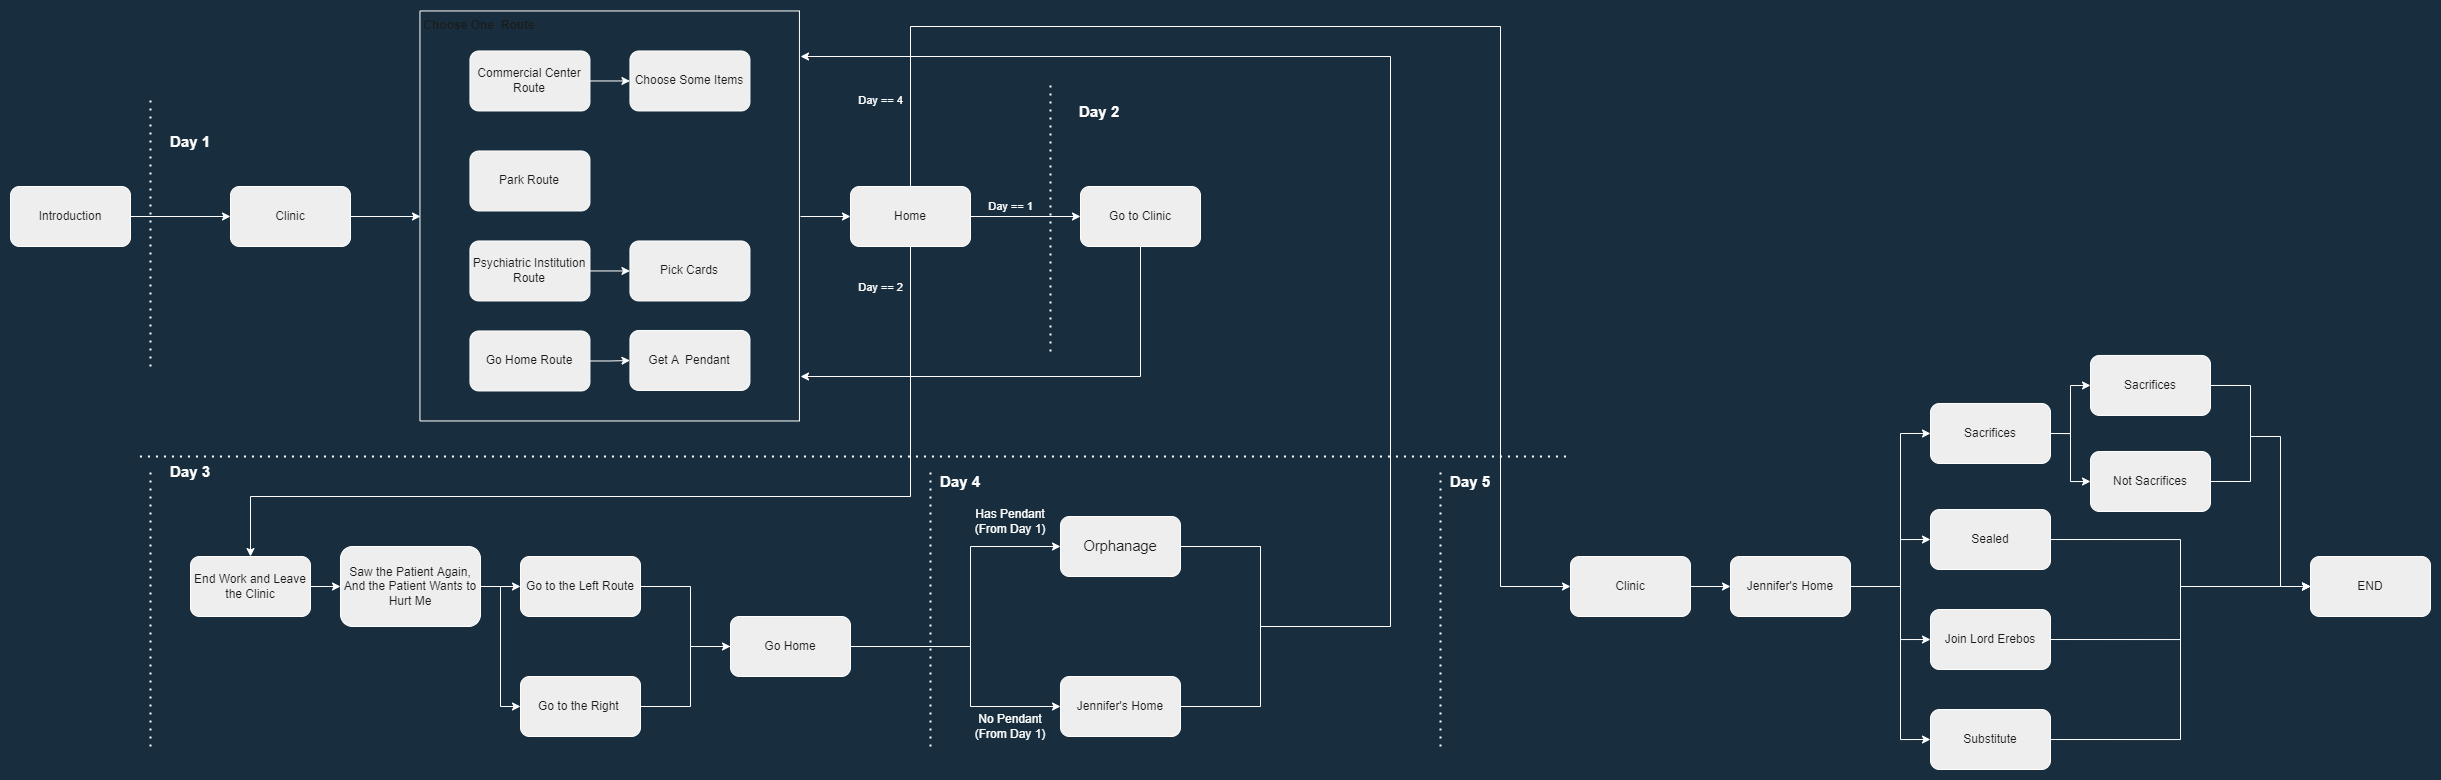 Choose One  Route
Commercial Center
Route
Choose Some Items
Day == 4
Day 2
Day 1
Park Route
Introduction
Clinic
Home
Day == 1
Go to Clinic
Psychiatric Institution
Route
Pick Cards
Day == 2
Go Home Route
Get A  Pendant
Day 3
Day 4
Day 5
Has Pendant
(From Day 1)
Orphanage
End Work and Leave
the Clinic
Saw the Patient Again,
And the Patient Wants to
Hurt Me
Go to the Left Route
Go Home
Go to the Right
Jennifer's Home
No Pendant
(From Day 1)
Clinic
Jennifer's Home
Sacrifices
Sacrifices
Not Sacrifices
Sealed
Join Lord Erebos
Substitute
END